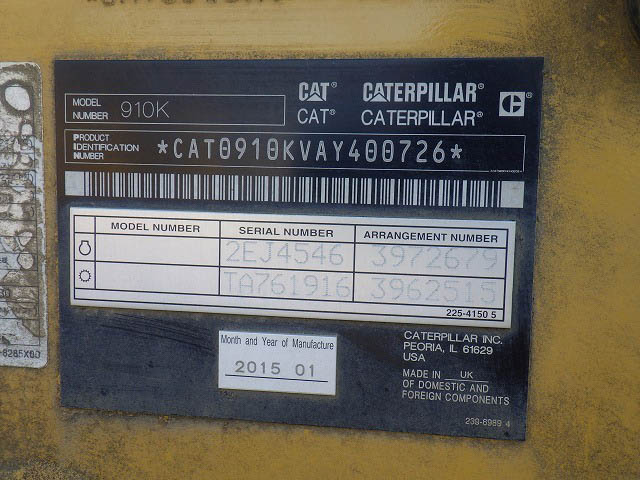 MODEL NUMBER 910K
CAT® CATERPILLAR®
CAT® CATERPILLAR®
PRODUCT IDENTIFICATION NUMBER *CAT0910KVAY400726*
MODEL NUMBER SERIAL NUMBER ARRANGEMENT NUMBER
2EJ4546 3972679
TA761916 3962515
225-4150 5
Month and Year of Manufacture
2015 01
CATERPILLAR INC.
PEORIA, IL 61629
USA
MADE IN UK
OF DOMESTIC AND
FOREIGN COMPONENTS
239-6989 4